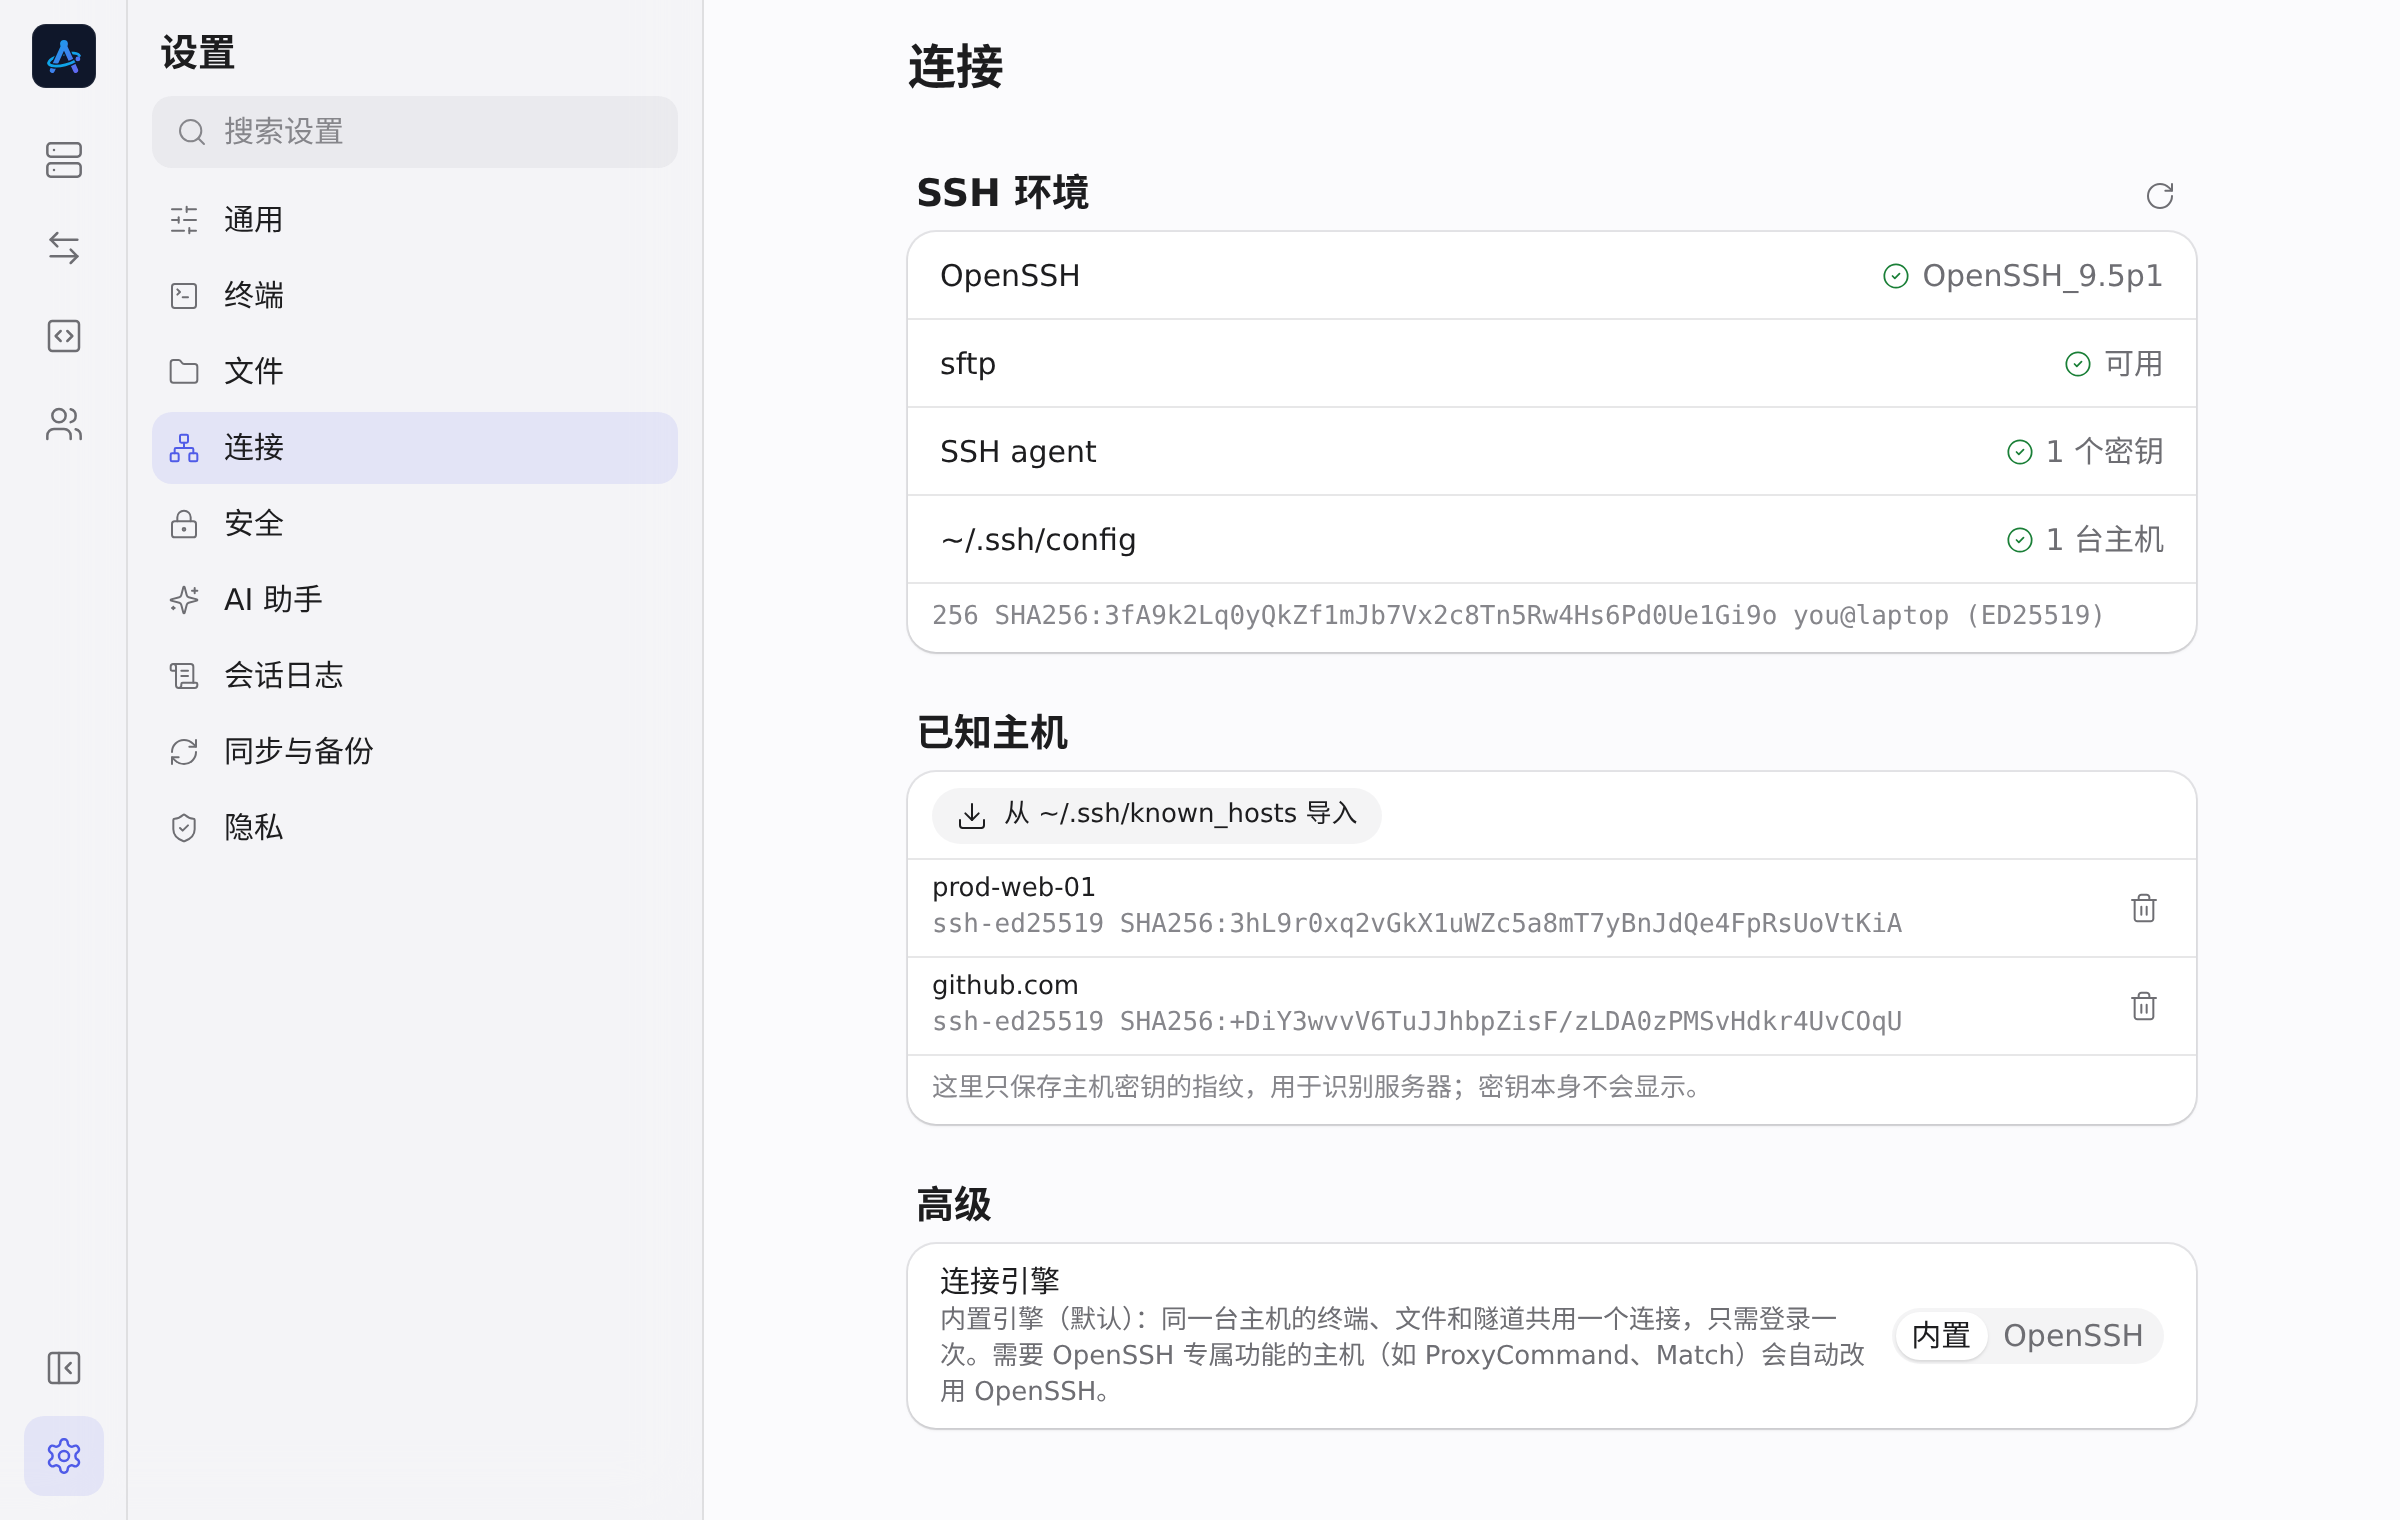 设置
搜索设置
通用
终端
文件
连接
安全
AI 助手
会话日志
同步与备份
隐私
连接
SSH 环境
OpenSSH
OpenSSH_9.5p1
sftp
可用
SSH agent
1 个密钥
~/.ssh/config
1 台主机
256 SHA256:3fA9k2Lq0yQkZf1mJb7Vx2c8Tn5Rw4Hs6Pd0Ue1Gi9o you@laptop (ED25519)
已知主机
从 ~/.ssh/known_hosts 导入
prod-web-01
ssh-ed25519 SHA256:3hL9r0xq2vGkX1uWZc5a8mT7yBnJdQe4FpRsUoVtKiA
github.com
ssh-ed25519 SHA256:+DiY3wvvV6TuJJhbpZisF/zLDA0zPMSvHdkr4UvCOqU
这里只保存主机密钥的指纹，用于识别服务器；密钥本身不会显示。
高级
连接引擎
内置引擎（默认）：同一台主机的终端、文件和隧道共用一个连接，只需登录一
次。需要 OpenSSH 专属功能的主机（如 ProxyCommand、Match）会自动改
用 OpenSSH。
内置
OpenSSH